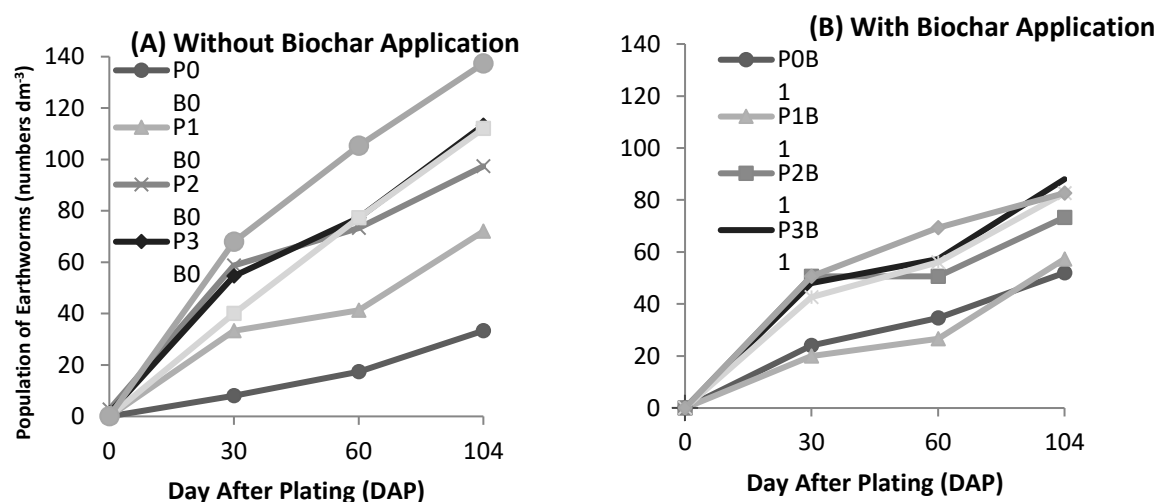 (A) Without Biochar Application
Population of Earthworms (numbers dm-3)
140
120
100
80
60
40
20
0
P0
B0
P1
B0
P2
B0
P3
B0
0 30 60 104
Day After Plating (DAP)
(B) With Biochar Application
140
120
100
80
60
40
20
0
P0B
1
P1B
1
P2B
1
P3B
1
0 30 60 104
Day After Plating (DAP)